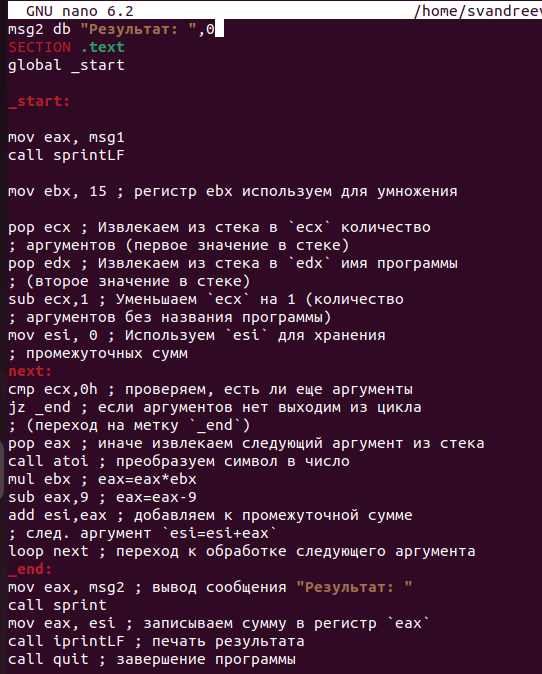 GNU nano 6.2 /home/svandreev
msg2 db "Результат: ",0
SECTION .text
global _start
_start:
mov eax, msg1
call sprintLF
mov ebx, 15 ; регистр ebx используем для умножения
pop ecx ; Извлекаем из стека в `ecx` количество
; аргументов (первое значение в стеке)
pop edx ; Извлекаем из стека в `edx` имя программы
; (второе значение в стеке)
sub ecx,1 ; Уменьшаем `ecx` на 1 (количество
; аргументов без названия программы)
mov esi, 0 ; Используем `esi` для хранения
; промежуточных сумм
next:
cmp ecx,0h ; проверяем, есть ли еще аргументы
jz _end ; если аргументов нет выходим из цикла
; (переход на метку `_end`)
pop eax ; иначе извлекаем следующий аргумент из стека
call atoi ; преобразуем символ в число
mul ebx ; eax=eax*ebx
sub eax,9 ; eax=eax-9
add esi,eax ; добавляем к промежуточной сумме
; след. аргумент `esi=esi+eax`
loop next ; переход к обработке следующего аргумента
_end:
mov eax, msg2 ; вывод сообщения "Результат: "
call sprint
mov eax, esi ; записываем сумму в регистр `eax`
call iprintLF ; печать результата
call quit ; завершение программы